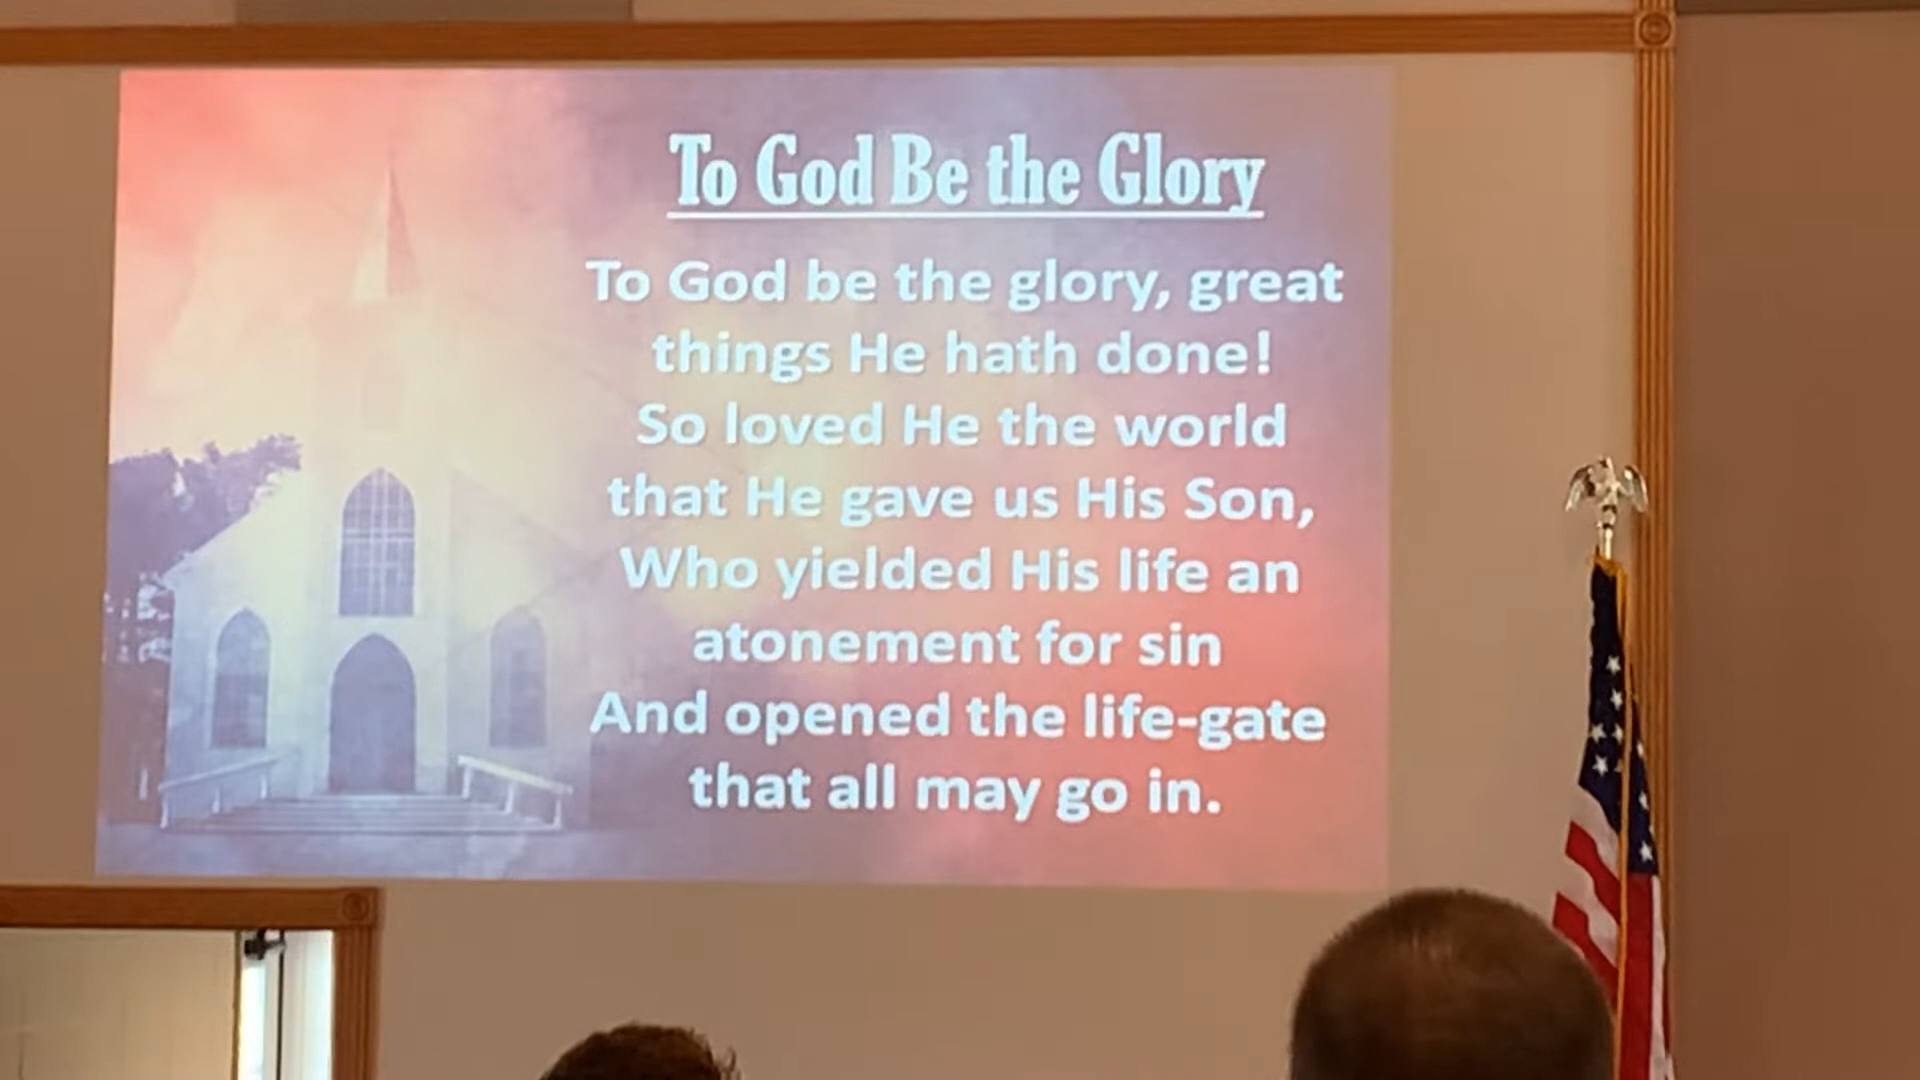 To God Be the Glory
To God be the glory, great
things He hath done!
So loved He the world
that He gave us His Son,
Who yielded His life an
atonement for sin
And opened the life-gate
that all may go in.